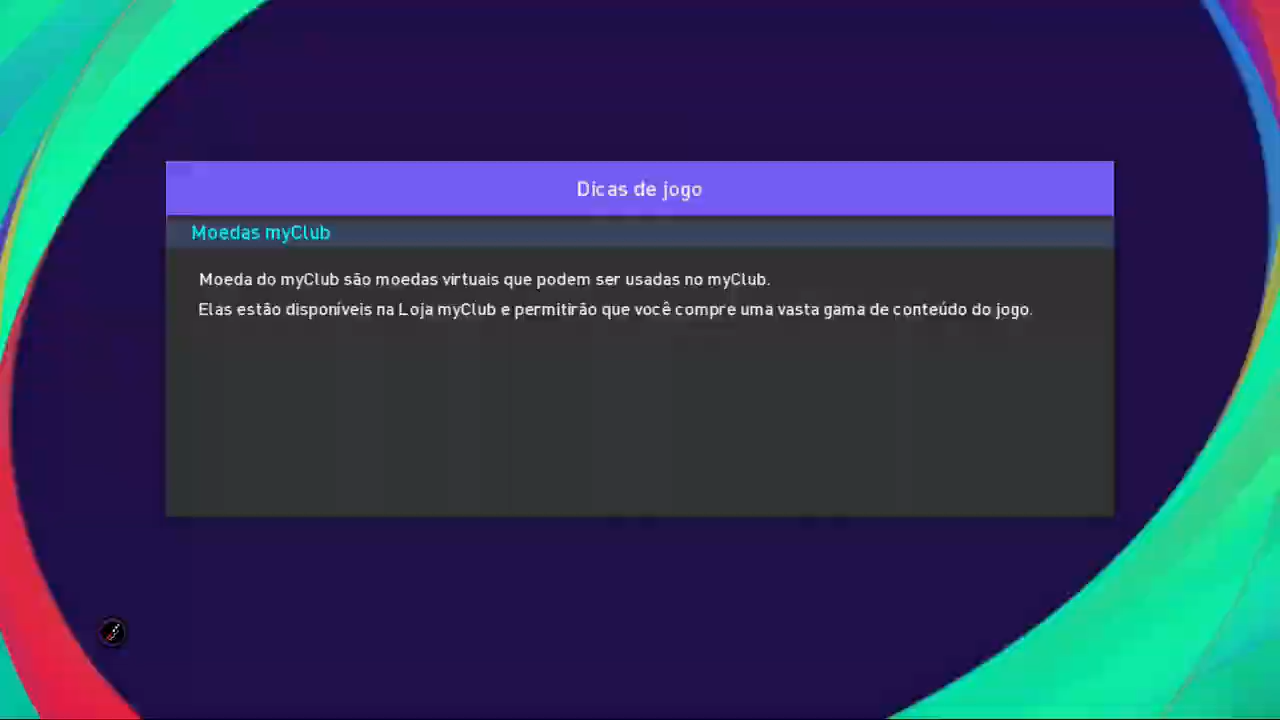 Dicas de jogo
Moedas myClub
Moeda do myClub são moedas virtuais que podem ser usadas no myClub.
Elas estão disponíveis na Loja myClub e permitirão que você compre uma vasta gama de conteúdo do jogo.